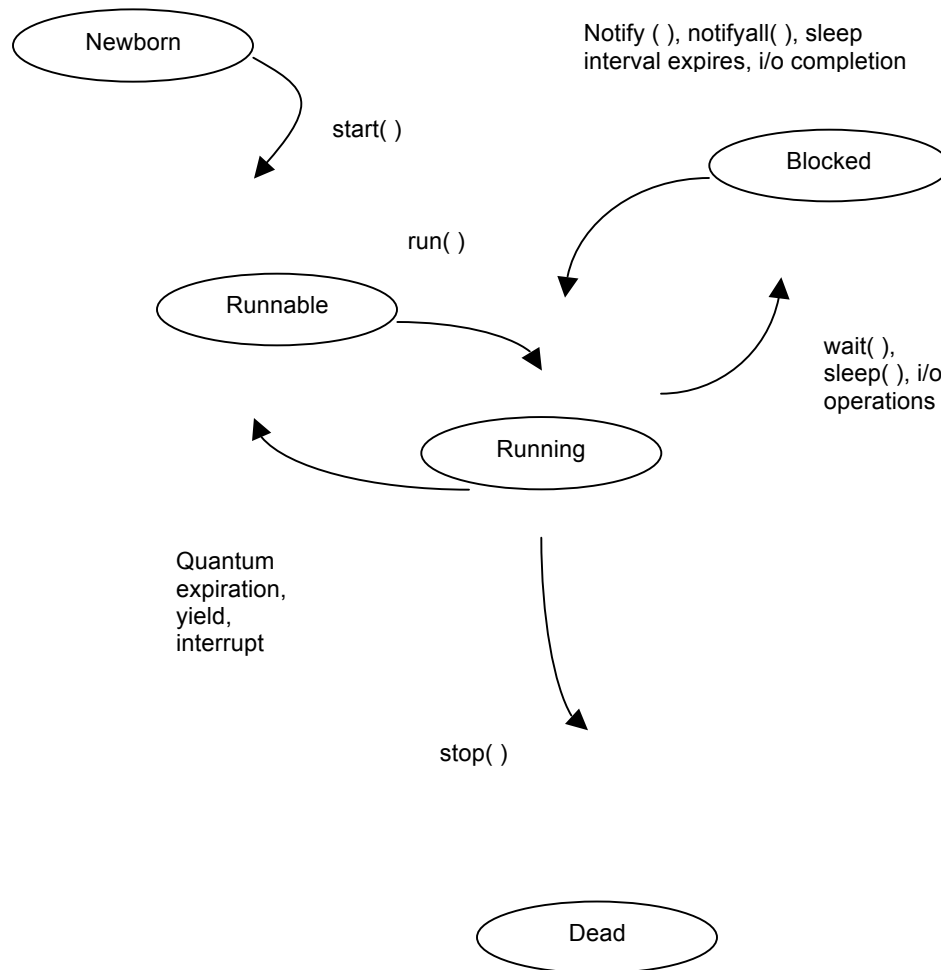 Newborn
Notify ( ), notifyall( ), sleep
interval expires, i/o completion
start( )
Blocked
run( )
Runnable
wait( ),
sleep( ), i/o
operations
Running
Quantum
expiration,
yield,
interrupt
stop( )
Dead